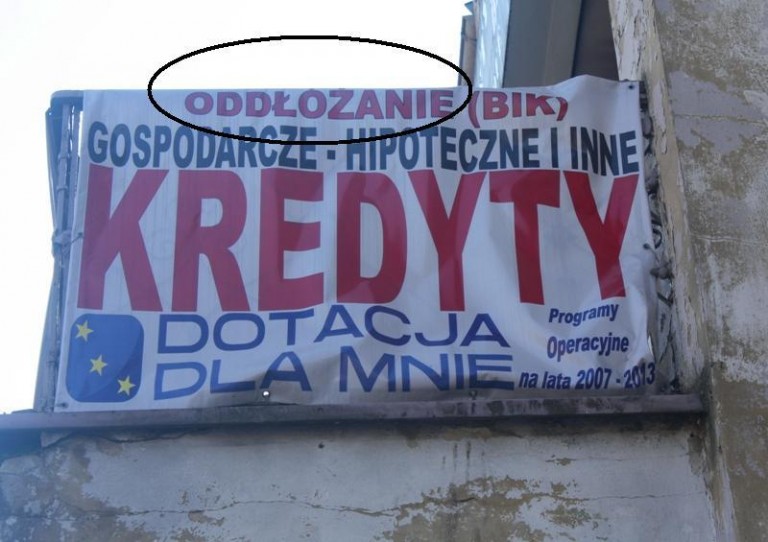 ODDŁOŻANIE (BIK)
GOSPODARCZE - HIPOTECZNE I INNE
KREDYTY
DOTACJA
DLA MNIE
Programy
Operacyjne
na lata 2007 - 2013